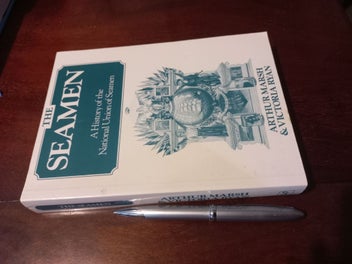 THE
SEAMEN
A History of the
National Union of Seamen
ARTHUR MARSH
& VICTORIA RYAN
THE SEAMEN
ARTHUR MARSH